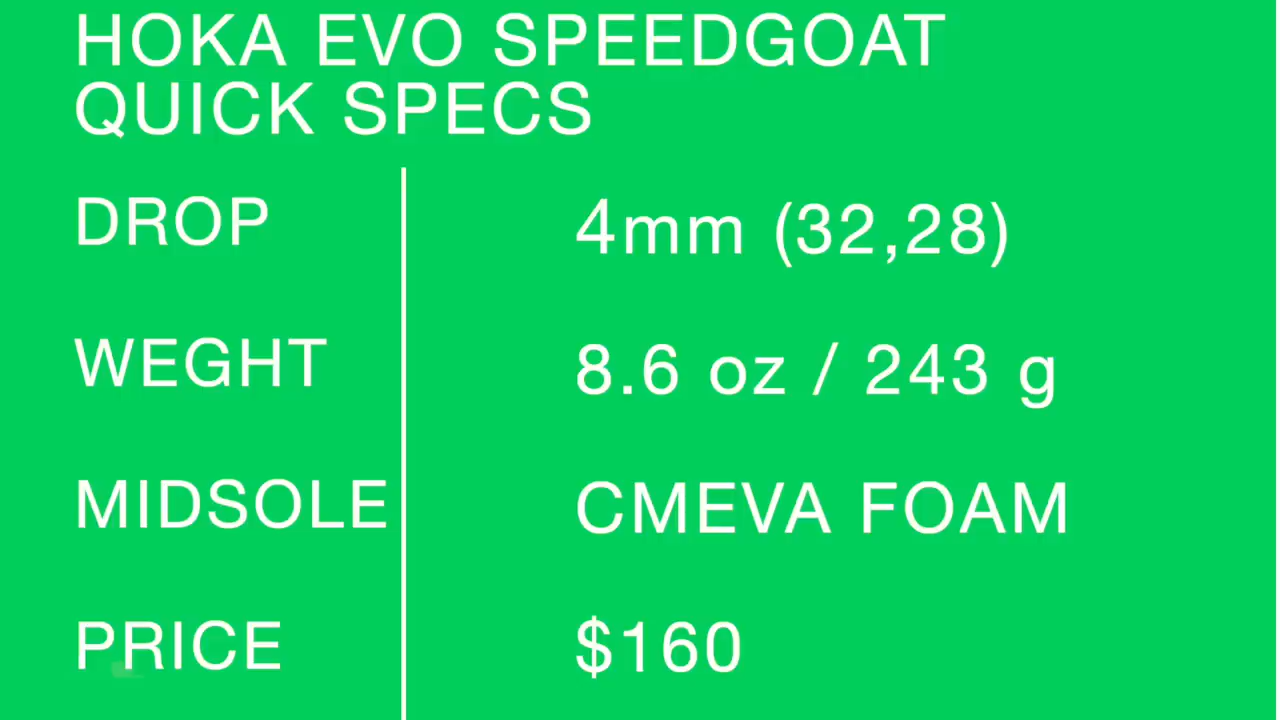 HOKA EVO SPEEDGOAT
QUICK SPECS
DROP 4mm (32,28)
WEGHT 8.6 oz / 243 g
MIDSOLE CMEVA FOAM
PRICE $160